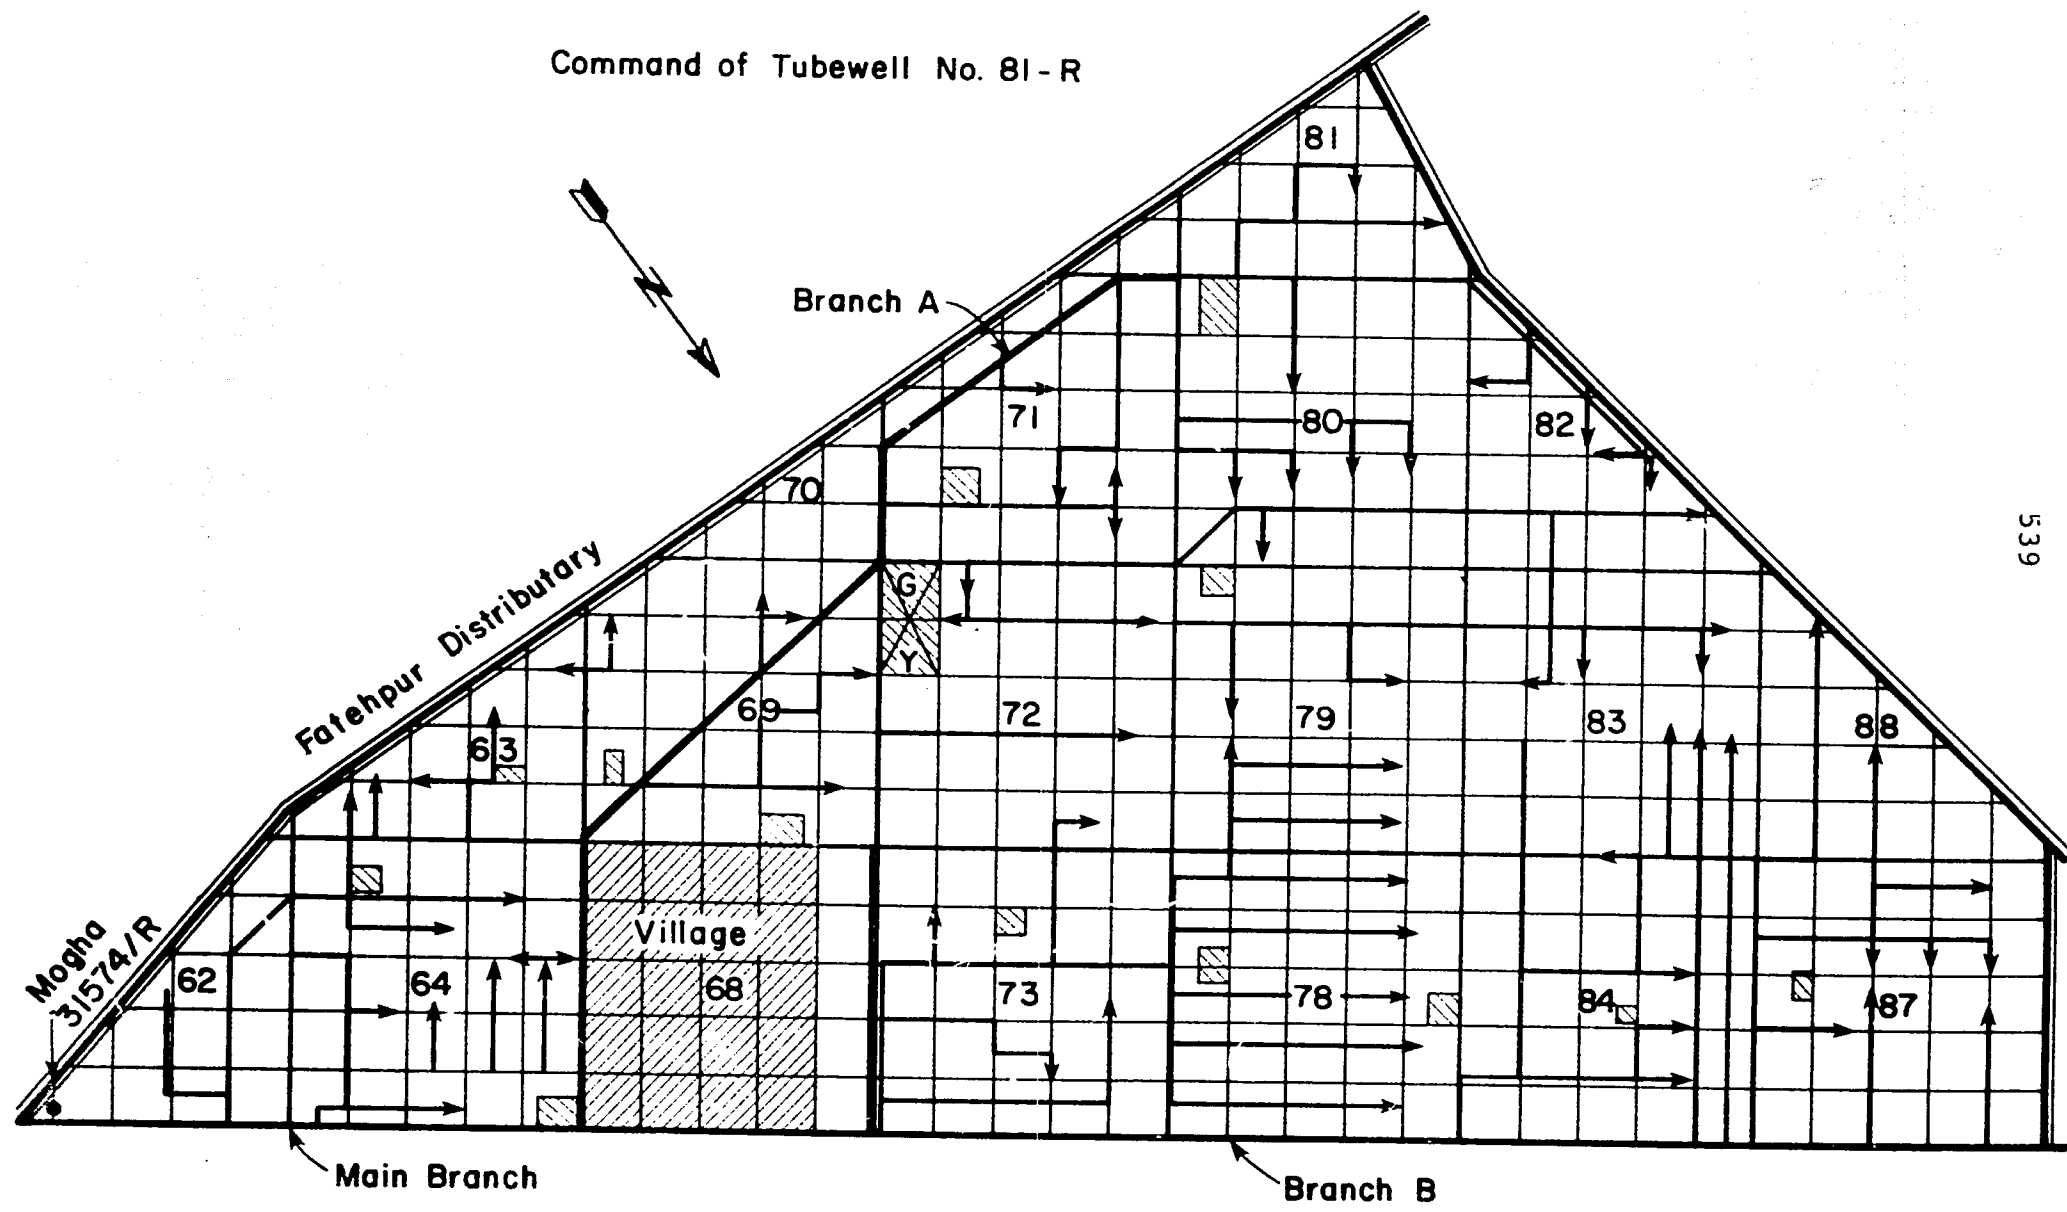 Command of Tubewell No. 81-R
81
Branch A
71
80
82
70
539
Fatehpur Distributary
G
Y
69
72
79
83
88
63
Mogha
31574/R
Village
62
64
68
73
78
84
87
Main Branch
Branch B